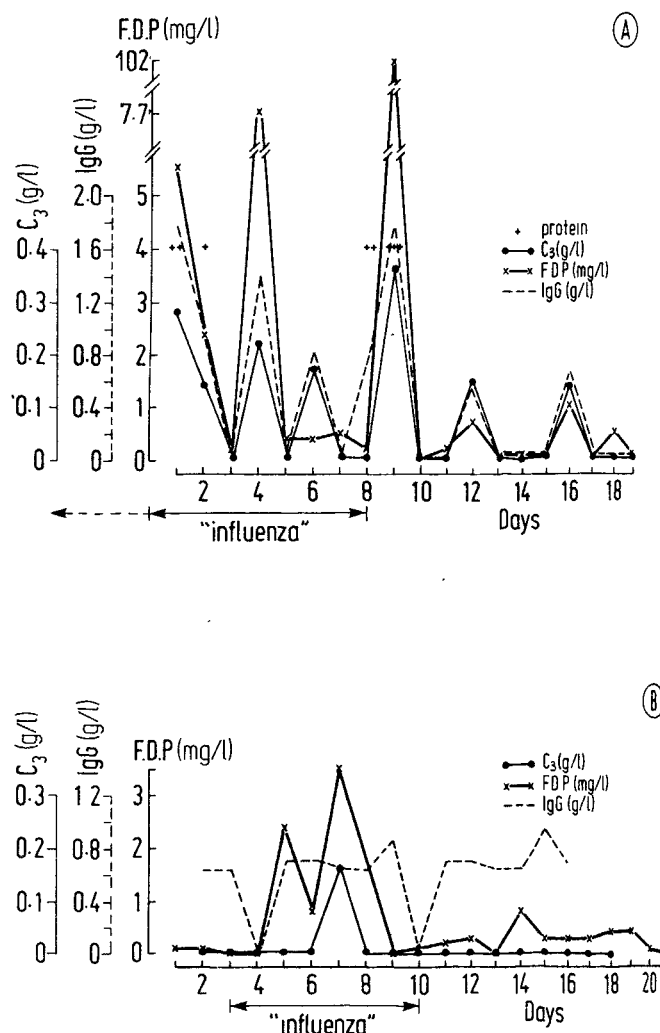 F.D.P (mg/l)
A
102
7.7
IgG (g/l)
C3 (g/l)
2.0
5
0.4
1.6
4
0.3
1.2
3
0.2
0.8
2
0.1
0.4
1
0
0
0
+ protein
C3(g/l)
FDP(mg/l)
IgG(g/l)
2
4
6
8
10
12
14
16
18
"influenza"
Days
B
C3 (g/l)
IgG (g/l)
F.D.P (mg/l)
C3(g/l)
FDP(mg/l)
IgG(g/l)
0.3
1.2
3
0.2
0.8
2
0.1
0.4
1
0
0
0
2
4
6
8
10
12
14
16
18
20
"influenza"
Days